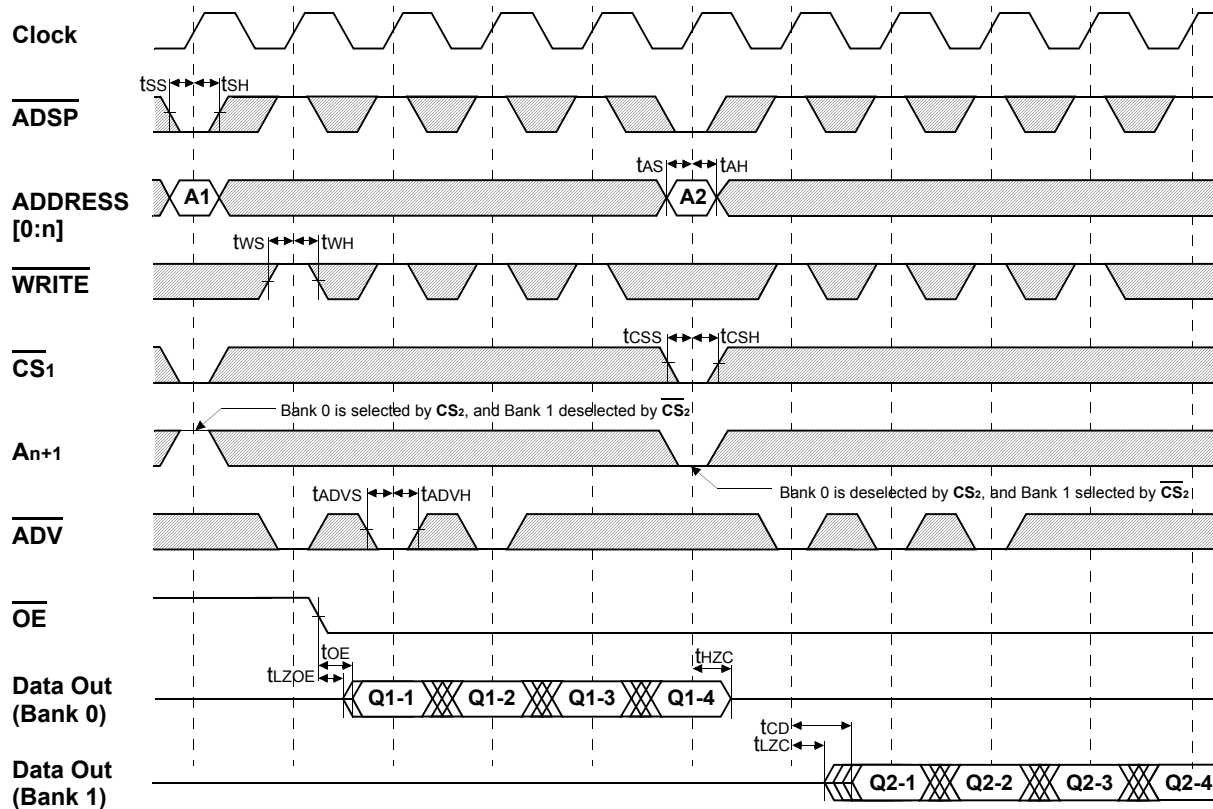 Clock
tSS tSH
ADSP
tAS tAH
ADDRESS
[0:n]
A1 A2
tWS tWH
WRITE
tCSS tCSH
CS1
Bank 0 is selected by CS2, and Bank 1 deselected by CS2
An+1
Bank 0 is deselected by CS2, and Bank 1 selected by CS2
tADVS tADVH
ADV
OE
tOE
tLZOE
tHZC
Data Out
(Bank 0)
Q1-1 Q1-2 Q1-3 Q1-4
tCD
tLZC
Data Out
(Bank 1)
Q2-1 Q2-2 Q2-3 Q2-4